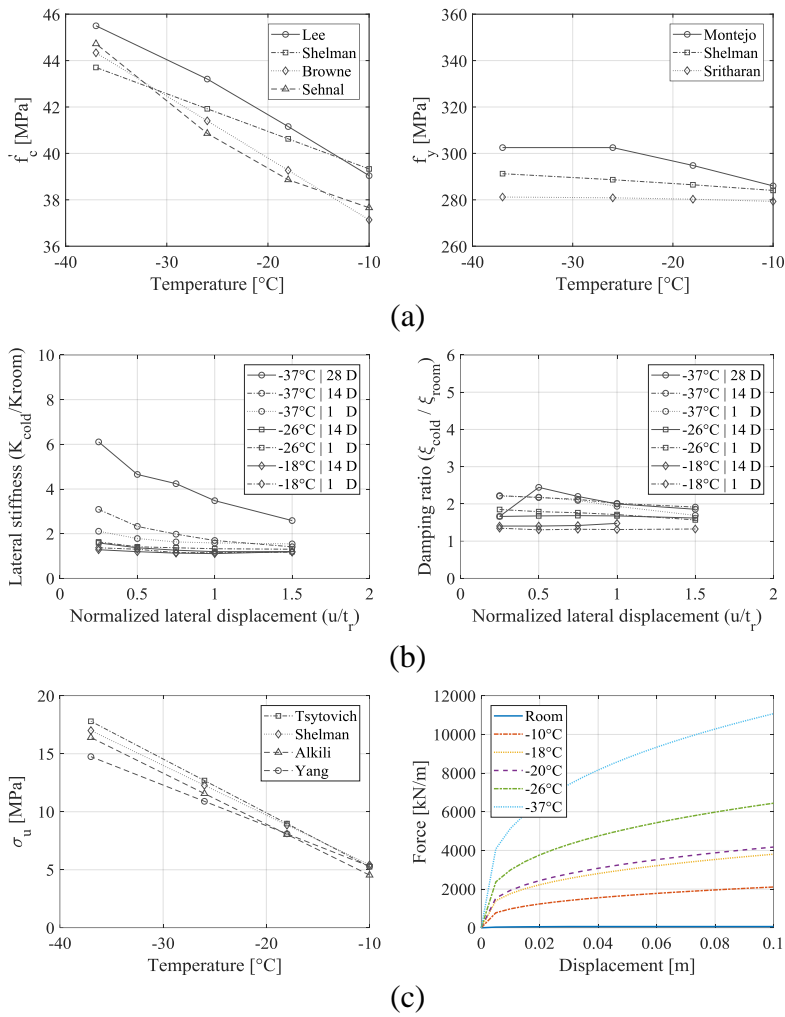 46
44
42
40
38
36
f'c [MPa]
Lee
Shelman
Browne
Sehnal
-40
-30
-20
-10
Temperature [°C]
360
340
320
300
280
260
fy [MPa]
Montejo
Shelman
Sritharan
-40
-30
-20
-10
Temperature [°C]
(a)
10
8
6
4
2
0
Lateral stiffness (Kcold/Kroom)
-37°C | 28 D
-37°C | 14 D
-37°C | 1 D
-26°C | 14 D
-26°C | 1 D
-18°C | 14 D
-18°C | 1 D
0
0.5
1
1.5
2
Normalized lateral displacement (u/tr)
6
5
4
3
2
1
0
Damping ratio (ξcold / ξroom)
-37°C | 28 D
-37°C | 14 D
-37°C | 1 D
-26°C | 14 D
-26°C | 1 D
-18°C | 14 D
-18°C | 1 D
0
0.5
1
1.5
2
Normalized lateral displacement (u/tr)
(b)
20
15
10
5
0
σu [MPa]
Tsytovich
Shelman
Alkili
Yang
-40
-30
-20
-10
Temperature [°C]
12000
10000
8000
6000
4000
2000
0
Force [kN/m]
Room
-10°C
-18°C
-20°C
-26°C
-37°C
0
0.02
0.04
0.06
0.08
0.1
Displacement [m]
(c)